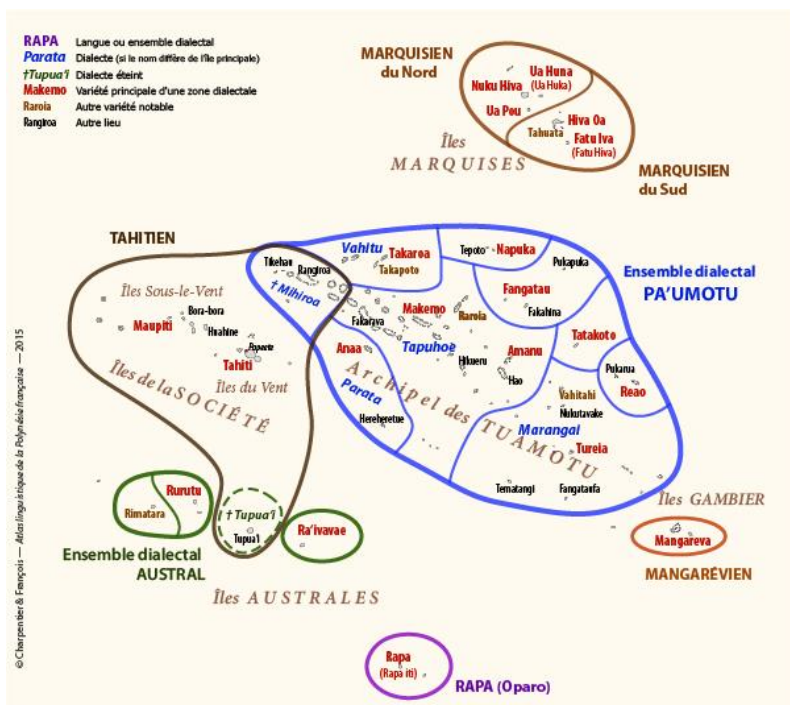 RAPA Langue ou ensemble dialectal
Parata Dialecte (si le nom diffère de l'île principale)
†Tupua'i Dialecte éteint
Makemo Variété principale d'une zone dialectale
Raroia Autre variété notable
Rangiroa Autre lieu
MARQUISIEN
du Nord
Ua Huna
(Ua Huka)
Nuku Hiva
Ua Pou
Hiva Oa
Tahuata
Fatu Iva
(Fatu Hiva)
Îles
MARQUISES
MARQUISIEN
du Sud
TAHITIEN
Vahitu
Takaroa
Takapoto
Tepoto
Napuka
Pukapuka
Tikehau
Rangiroa
† Mihiroa
Ensemble dialectal
PA'UMOTU
Îles Sous-le-Vent
Bora-bora
Maupiti
Huahine
Papeete
Tahiti
Îles du Vent
Îles de la SOCIÉTÉ
Fangatau
Fakahina
Makemo
Raroia
Fakarava
Tapuhoe
Anaa
Hikueru
Amanu
Hao
Tatakoto
Pukarua
Reao
Parata
Hereheretue
Archipel des TUAMOTU
Vahitahi
Nukutavake
Marangai
Tureia
Tematangi
Fangataufa
Îles GAMBIER
Mangareva
MANGARÉVIEN
Rurutu
Rimatara
† Tupua'i
Tupua'i
Ra'ivavae
Ensemble dialectal
AUSTRAL
Îles AUSTRALES
Rapa
(Rapa iti)
RAPA (Oparo)
© Charpentier & François — Atlas linguistique de la Polynésie française — 2015